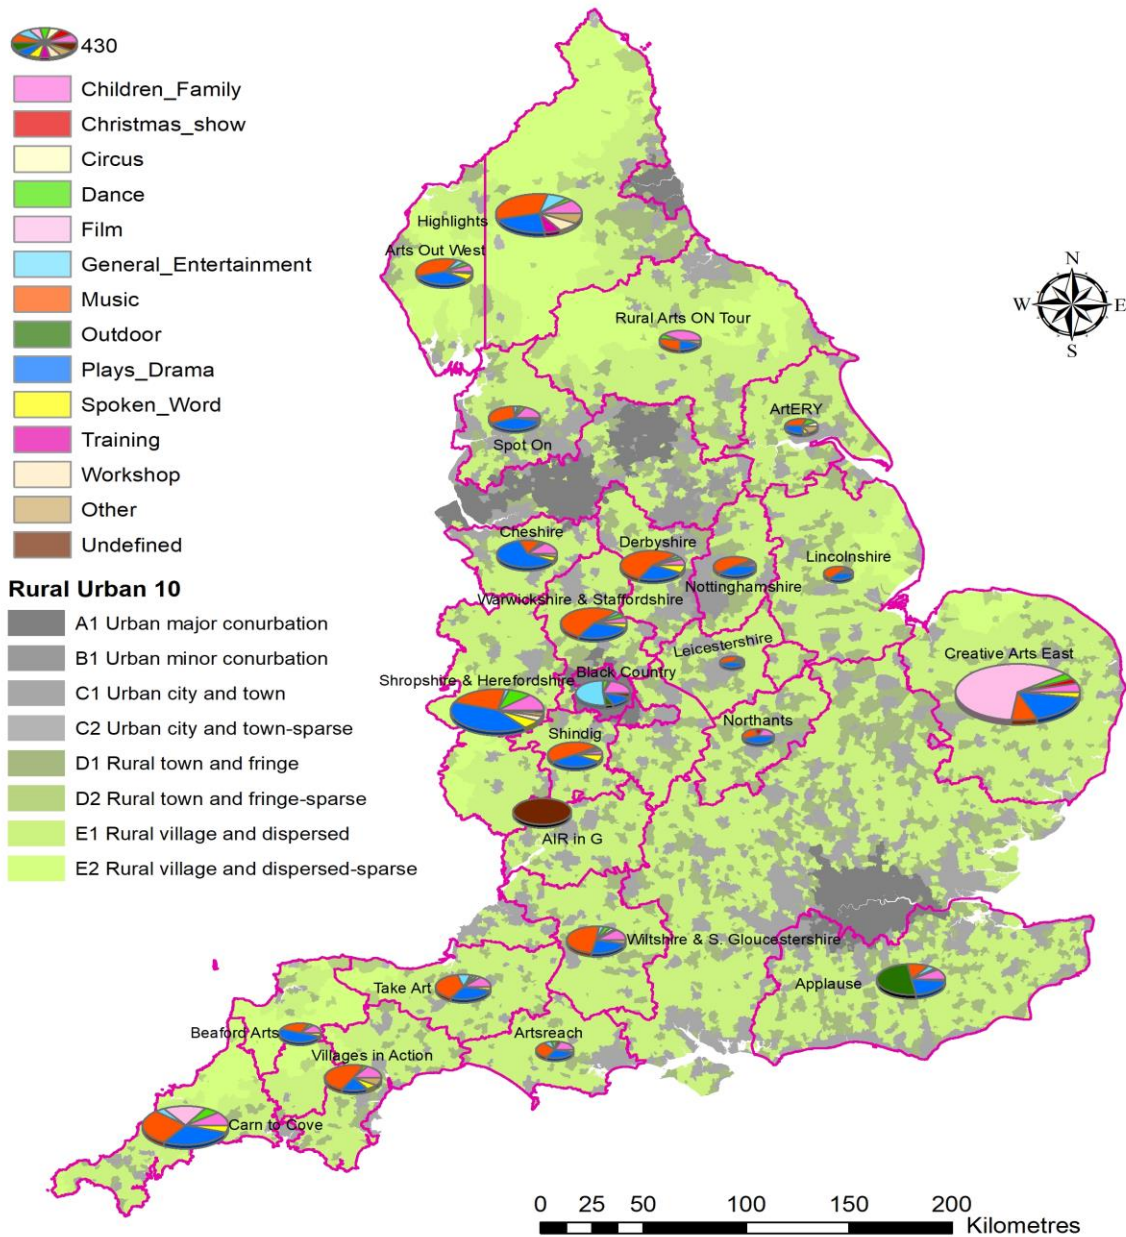 430
Children_Family
Christmas_show
Circus
Dance
Film
General_Entertainment
Music
Outdoor
Plays_Drama
Spoken_Word
Training
Workshop
Other
Undefined
Rural Urban 10
A1 Urban major conurbation
B1 Urban minor conurbation
C1 Urban city and town
C2 Urban city and town-sparse
D1 Rural town and fringe
D2 Rural town and fringe-sparse
E1 Rural village and dispersed
E2 Rural village and dispersed-sparse
N
W E
S
Highlights
Arts Out West
Rural Arts ON Tour
ArtERY
Spot On
Cheshire
Derbyshire
Nottinghamshire
Lincolnshire
Warwickshire & Staffordshire
Leicestershire
Creative Arts East
Black Country
Shropshire & Herefordshire
Northants
Shindig
AIR in G
Wiltshire & S. Gloucestershire
Applause
Take Art
Beaford Arts
Artsreach
Villages in Action
Carn to Cove
0 25 50 100 150 200
Kilometres